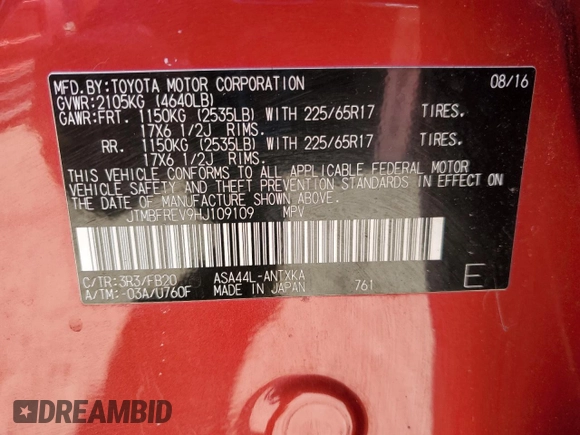 MFD.BY:TOYOTA MOTOR CORPORATION 08/16
GVWR:2105KG (4640LB)
GAWR:FRT. 1150KG (2535LB) WITH 225/65R17 TIRES.
17X6 1/2J RIMS.
RR. 1150KG (2535LB) WITH 225/65R17 TIRES.
17X6 1/2J RIMS.
THIS VEHICLE CONFORMS TO ALL APPLICABLE FEDERAL MOTOR
VEHICLE SAFETY AND THEFT PREVENTION STANDARDS IN EFFECT ON
THE DATE OF MANUFACTURE SHOWN ABOVE.
JTMBFREV9HJ109109 MPV
C/TR:3R3/FB20 ASA44L-ANTXKA E
A/TM:-03A/U760F MADE IN JAPAN 761
DREAMBID